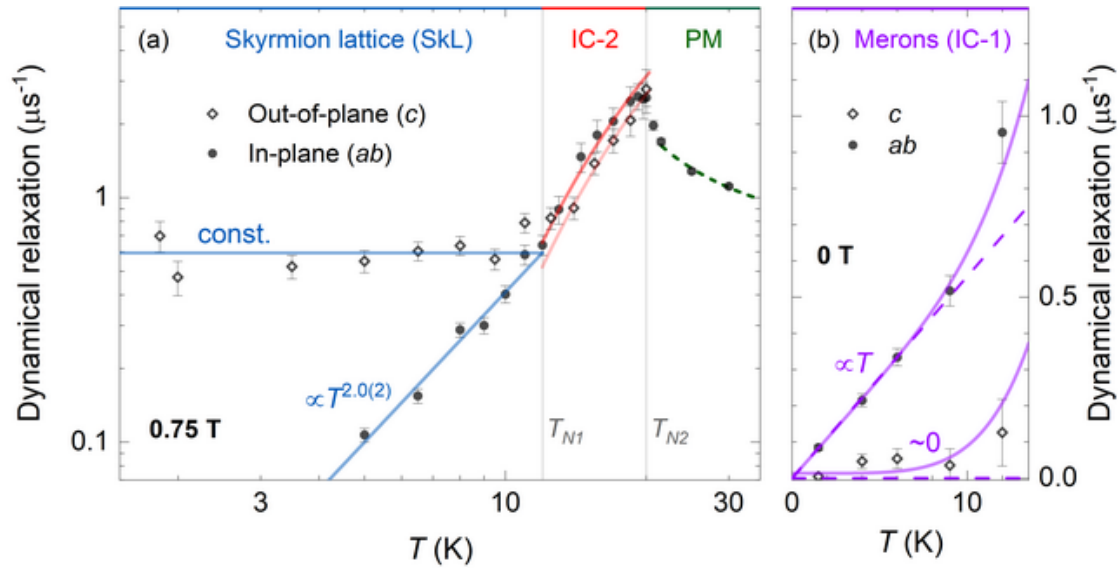 (a) Skyrmion lattice (SkL) IC-2 PM
Out-of-plane (c)
In-plane (ab)
const.
∝T^2.0(2)
0.75 T
T_N1
T_N2
Dynamical relaxation (μs⁻¹)
1
0.1
3
10
30
T (K)
(b) Merons (IC-1)
c
ab
0 T
∝T
~0
1.0
0.5
0.0
Dynamical relaxation (μs⁻¹)
0
10
T (K)